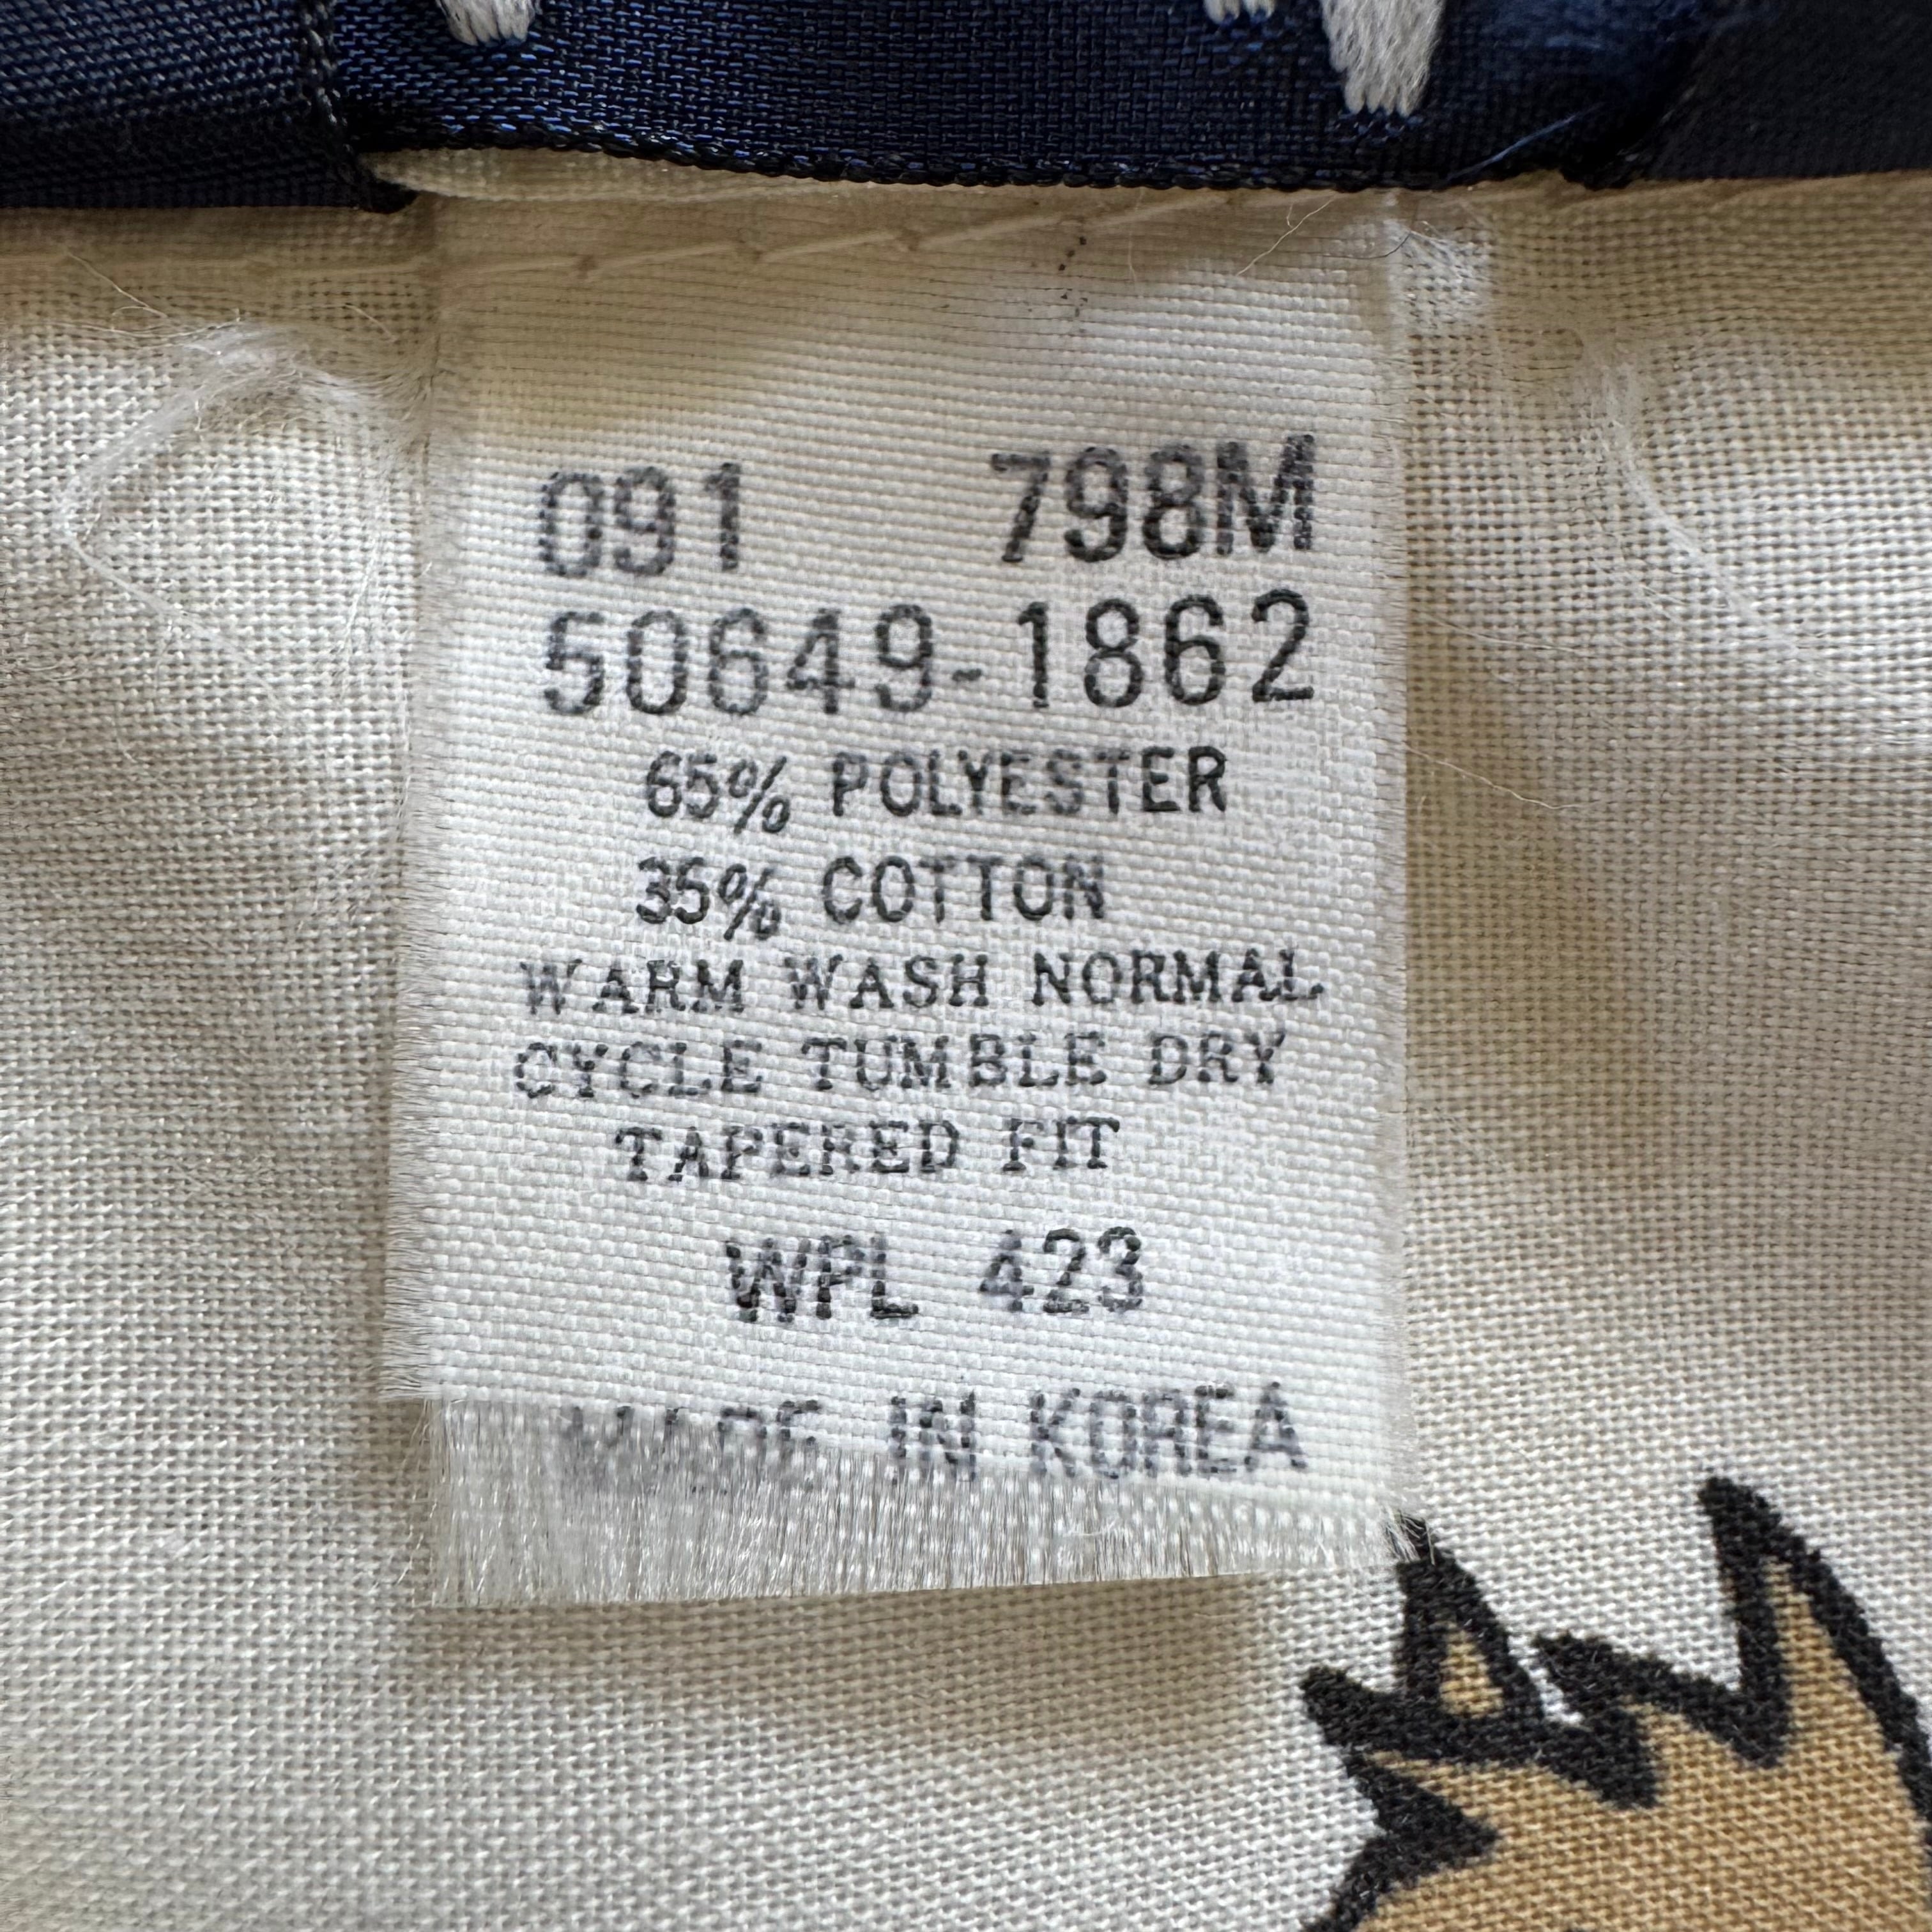 091 798M
50649-1862
65% POLYESTER
35% COTTON
WARM WASH NORMAL
CYCLE TUMBLE DRY
TAPERED FIT
WPL 423
MADE IN KOREA